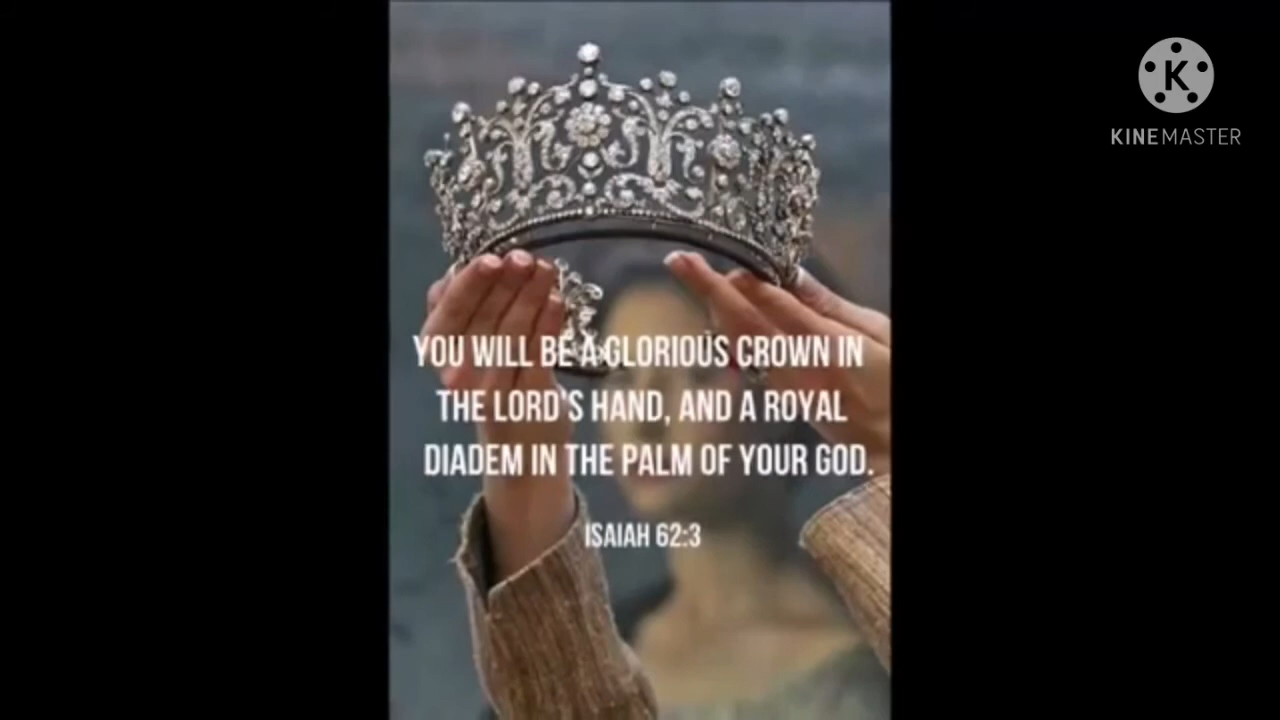 KINEMASTER
YOU WILL BE A GLORIOUS CROWN IN
THE LORD'S HAND, AND A ROYAL
DIADEM IN THE PALM OF YOUR GOD.
ISAIAH 62:3